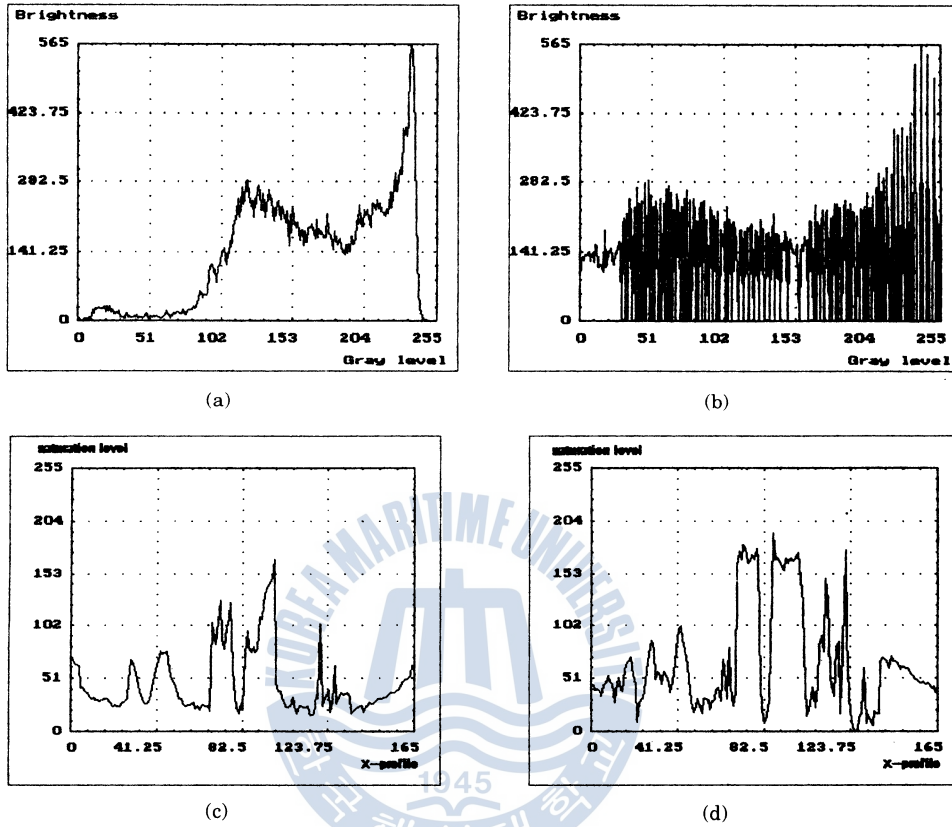 Brightness
565
423.75
282.5
141.25
0
0 51 102 153 204 255
Gray level
(a)
Brightness
565
423.75
282.5
141.25
0
0 51 102 153 204 255
Gray level
(b)
saturation level
255
204
153
102
51
0
0 41.25 82.5 123.75 165
X-profile
(c)
saturation level
255
204
153
102
51
0
0 41.25 82.5 123.75 165
X-profile
(d)
KOREA MARITIME UNIVERSI
1945